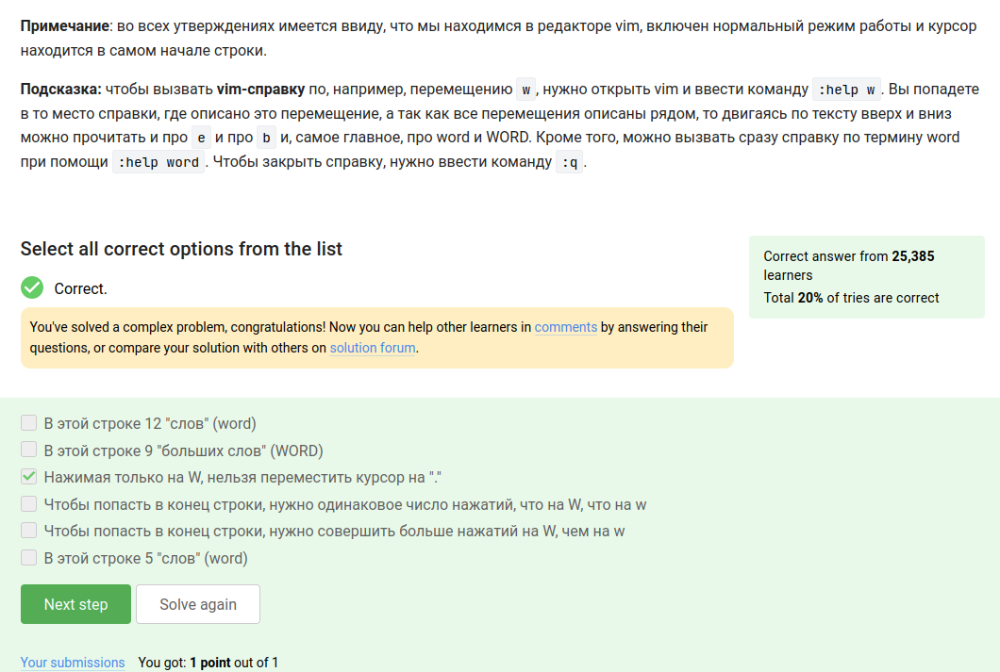 Примечание: во всех утверждениях имеется ввиду, что мы находимся в редакторе vim, включен нормальный режим работы и курсор
находится в самом начале строки.
Подсказка: чтобы вызвать vim-справку по, например, перемещению w, нужно открыть vim и ввести команду :help w. Вы попадете
в то место справки, где описано это перемещение, а так как все перемещения описаны рядом, то двигаясь по тексту вверх и вниз
можно прочитать и про e и про b и, самое главное, про word и WORD. Кроме того, можно вызвать сразу справку по термину word
при помощи :help word. Чтобы закрыть справку, нужно ввести команду :q.
Select all correct options from the list
Correct.
You've solved a complex problem, congratulations! Now you can help other learners in comments by answering their
questions, or compare your solution with others on solution forum.
Correct answer from 25,385
learners
Total 20% of tries are correct
В этой строке 12 "слов" (word)
В этой строке 9 "больших слов" (WORD)
Нажимая только на W, нельзя переместить курсор на "."
Чтобы попасть в конец строки, нужно одинаковое число нажатий, что на W, что на w
Чтобы попасть в конец строки, нужно совершить больше нажатий на W, чем на w
В этой строке 5 "слов" (word)
Next step
Solve again
Your submissions You got: 1 point out of 1